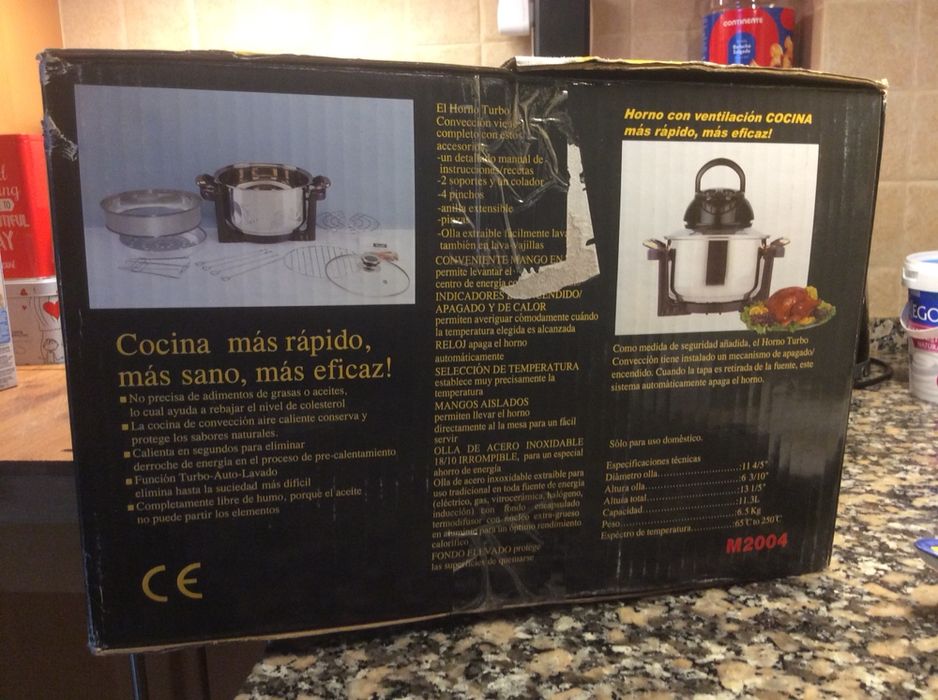 CONTINENTE
Cocina más rápido,
más sano, más eficaz!
No precisa de adimentos de grasas o aceites,
lo cual ayuda a rebajar el nivel de colesterol
La cocina de convección aire caliente conserva y
protege los sabores naturales.
Calienta en segundos para eliminar
derroche de energía en el proceso de pre-calentamiento
Función Turbo-Auto-Lavado
elimina hasta la suciedad más difícil
Completamente libre de humo, porque el aceite
no puede partir los elementos
CE
El Horno Turbo
Convección
completo con estos
-un detallado manual de
instrucciones/recetas
-2 soportes y un colador
-4 pinchos
-anilla extensible
-Olla extraible fácilmente
también en lava-vajillas
CONVENIENTE MANGO EN
permite levantar el
centro de energía
INDICADORES
APAGADO Y DE CALOR
permiten averiguar cómodamente cuándo
la temperatura elegida es alcanzada
RELOJ apaga el horno
automáticamente
SELECCIÓN DE TEMPERATURA
establece muy precisamente la
temperatura
MANGOS AISLADOS
permiten llevar el horno
directamente al la mesa para un fácil
servir
OLLA DE ACERO INOXIDABLE
18/10 IRROMPIBLE, para un especial
ahorro de energía
Olla de acero inoxidable extraible para
uso tradicional en toda fuente de energía
(eléctrico, gas, vitrocerámica, halógeno,
inducción) con fondo encapsulado
termodifusor con núcleo extra-grueso
en aluminio para un óptimo rendimiento
calorífico
FONDO ELEVADO protege
las superficies de quemarse
Horno con ventilación COCINA
más rápido, más eficaz!
Como medida de seguridad añadida, el Horno Turbo
Convección tiene instalado un mecanismo de apagado/
encendido. Cuando la tapa es retirada de la fuente, este
sistema automáticamente apaga el horno.
Sólo para uso doméstico.
Especificaciones técnicas
Diámetro olla :11 4/5"
Altura olla : 6 3/10"
Altura total :13 1/5"
Capacidad :11.3L
Peso :6.5 Kg
Espectro de temperatura :65℃ to 250℃
M2004